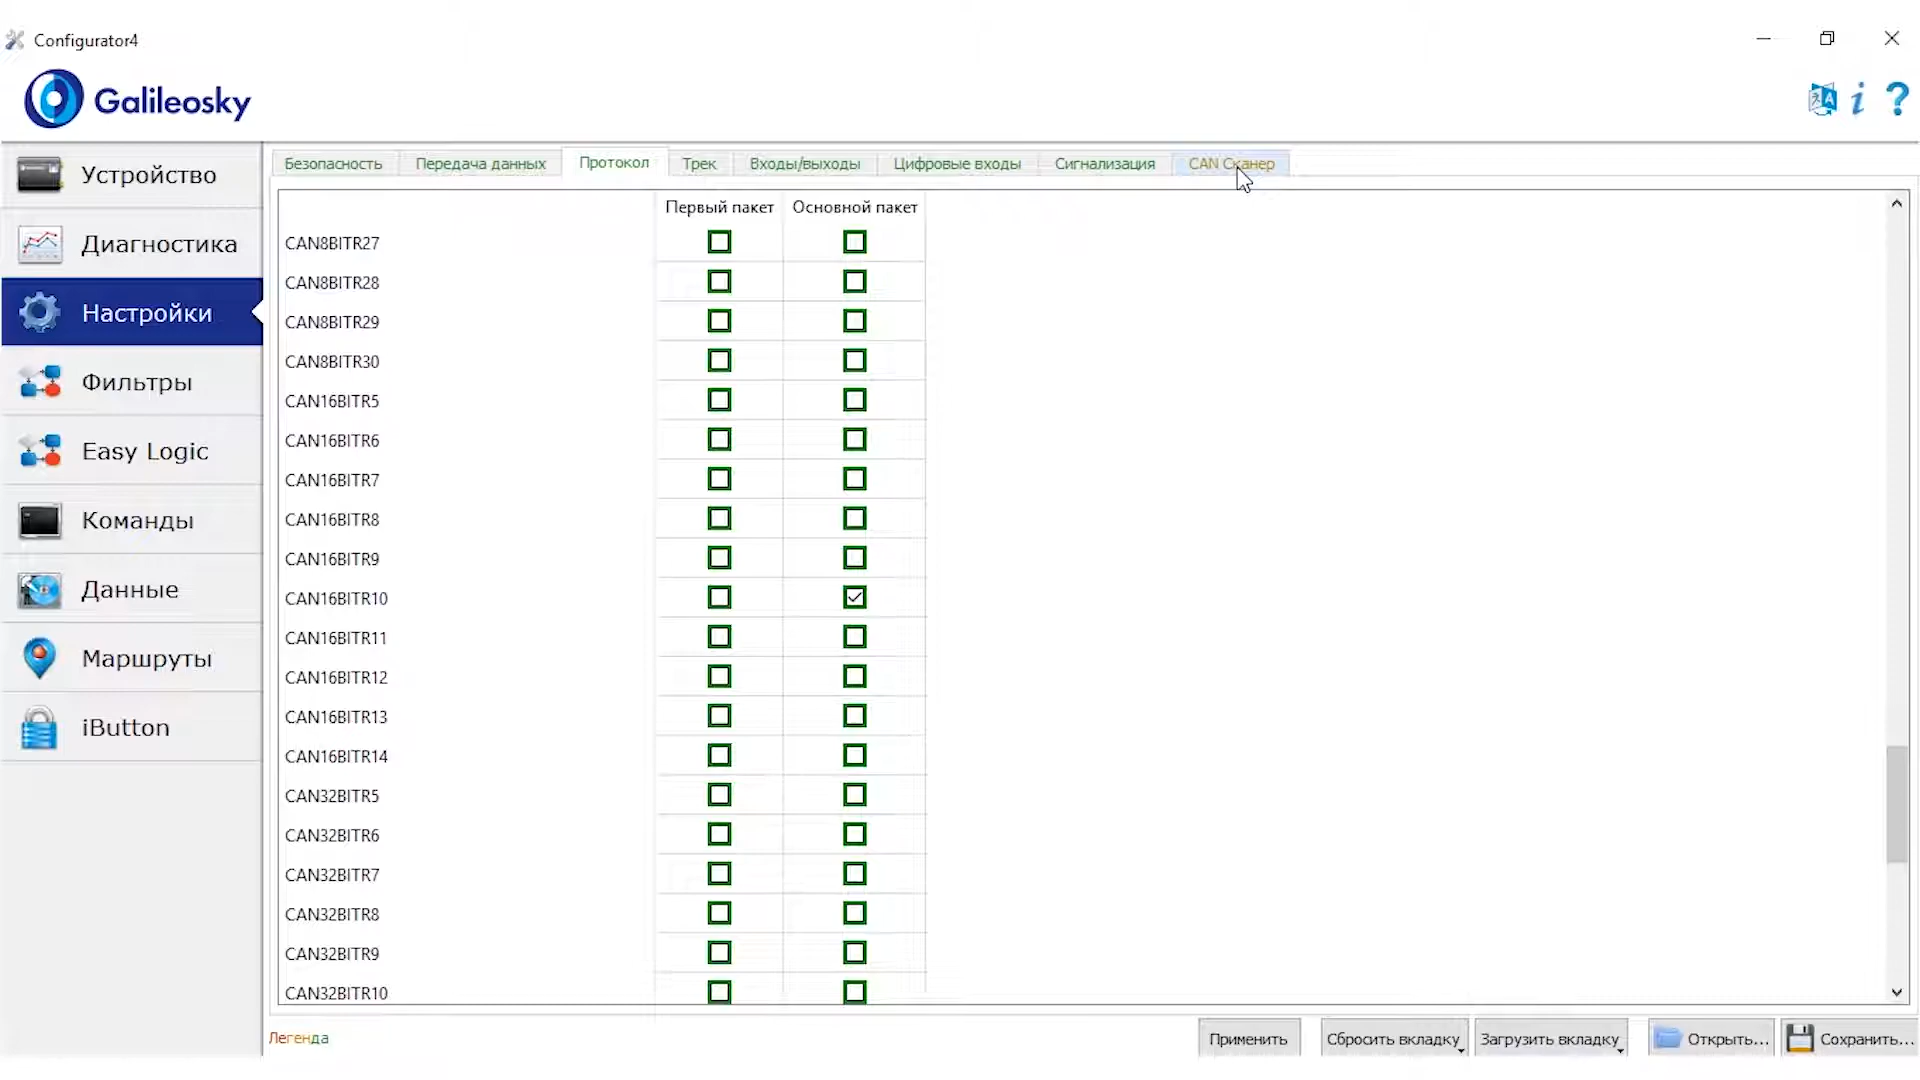 Configurator4
Galileosky
Устройство
Диагностика
Настройки
Фильтры
Easy Logic
Команды
Данные
Маршруты
iButton
Безопасность Передача данных Протокол Трек Входы/выходы Цифровые входы Сигнализация CAN Сканер
Первый пакет Основной пакет
CAN8BITR27
CAN8BITR28
CAN8BITR29
CAN8BITR30
CAN16BITR5
CAN16BITR6
CAN16BITR7
CAN16BITR8
CAN16BITR9
CAN16BITR10
CAN16BITR11
CAN16BITR12
CAN16BITR13
CAN16BITR14
CAN32BITR5
CAN32BITR6
CAN32BITR7
CAN32BITR8
CAN32BITR9
CAN32BITR10
Легенда Применить Сбросить вкладку Загрузить вкладку Открыть... Сохранить...